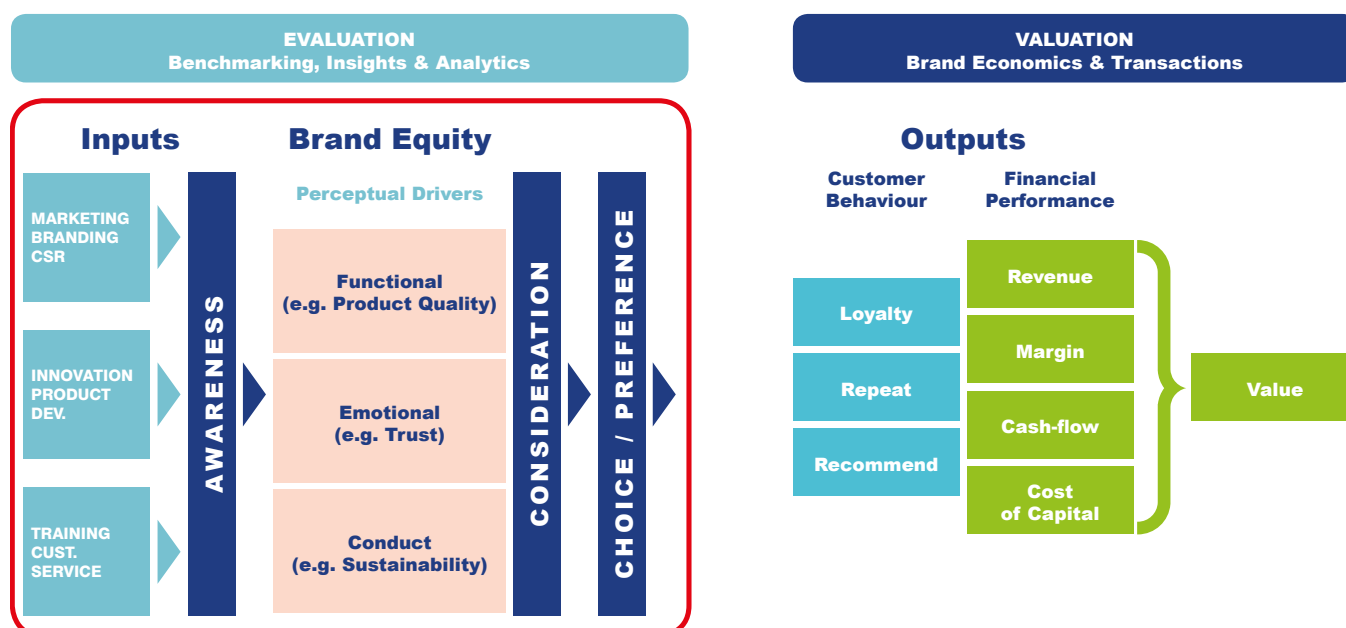 EVALUATION
Benchmarking, Insights & Analytics
VALUATION
Brand Economics & Transactions
Inputs
Brand Equity
Outputs
Perceptual Drivers
Customer
Behaviour
Financial
Performance
MARKETING
BRANDING
CSR
INNOVATION
PRODUCT
DEV.
TRAINING
CUST.
SERVICE
AWARENESS
Functional
(e.g. Product Quality)
Emotional
(e.g. Trust)
Conduct
(e.g. Sustainability)
CONSIDERATION
CHOICE / PREFERENCE
Loyalty
Repeat
Recommend
Revenue
Margin
Cash-flow
Cost
of Capital
Value